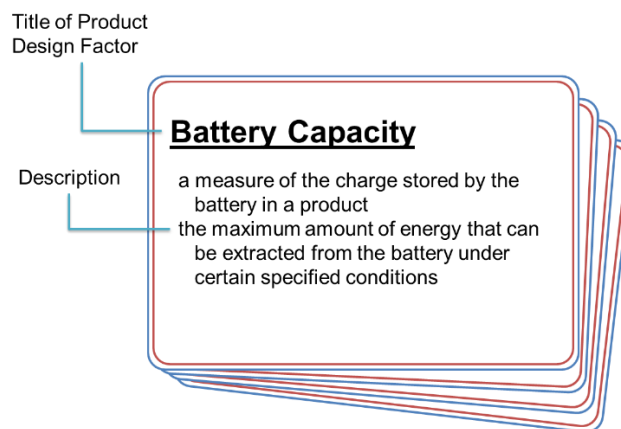 Title of Product
Design Factor
Battery Capacity
Description
a measure of the charge stored by the
battery in a product
the maximum amount of energy that can
be extracted from the battery under
certain specified conditions